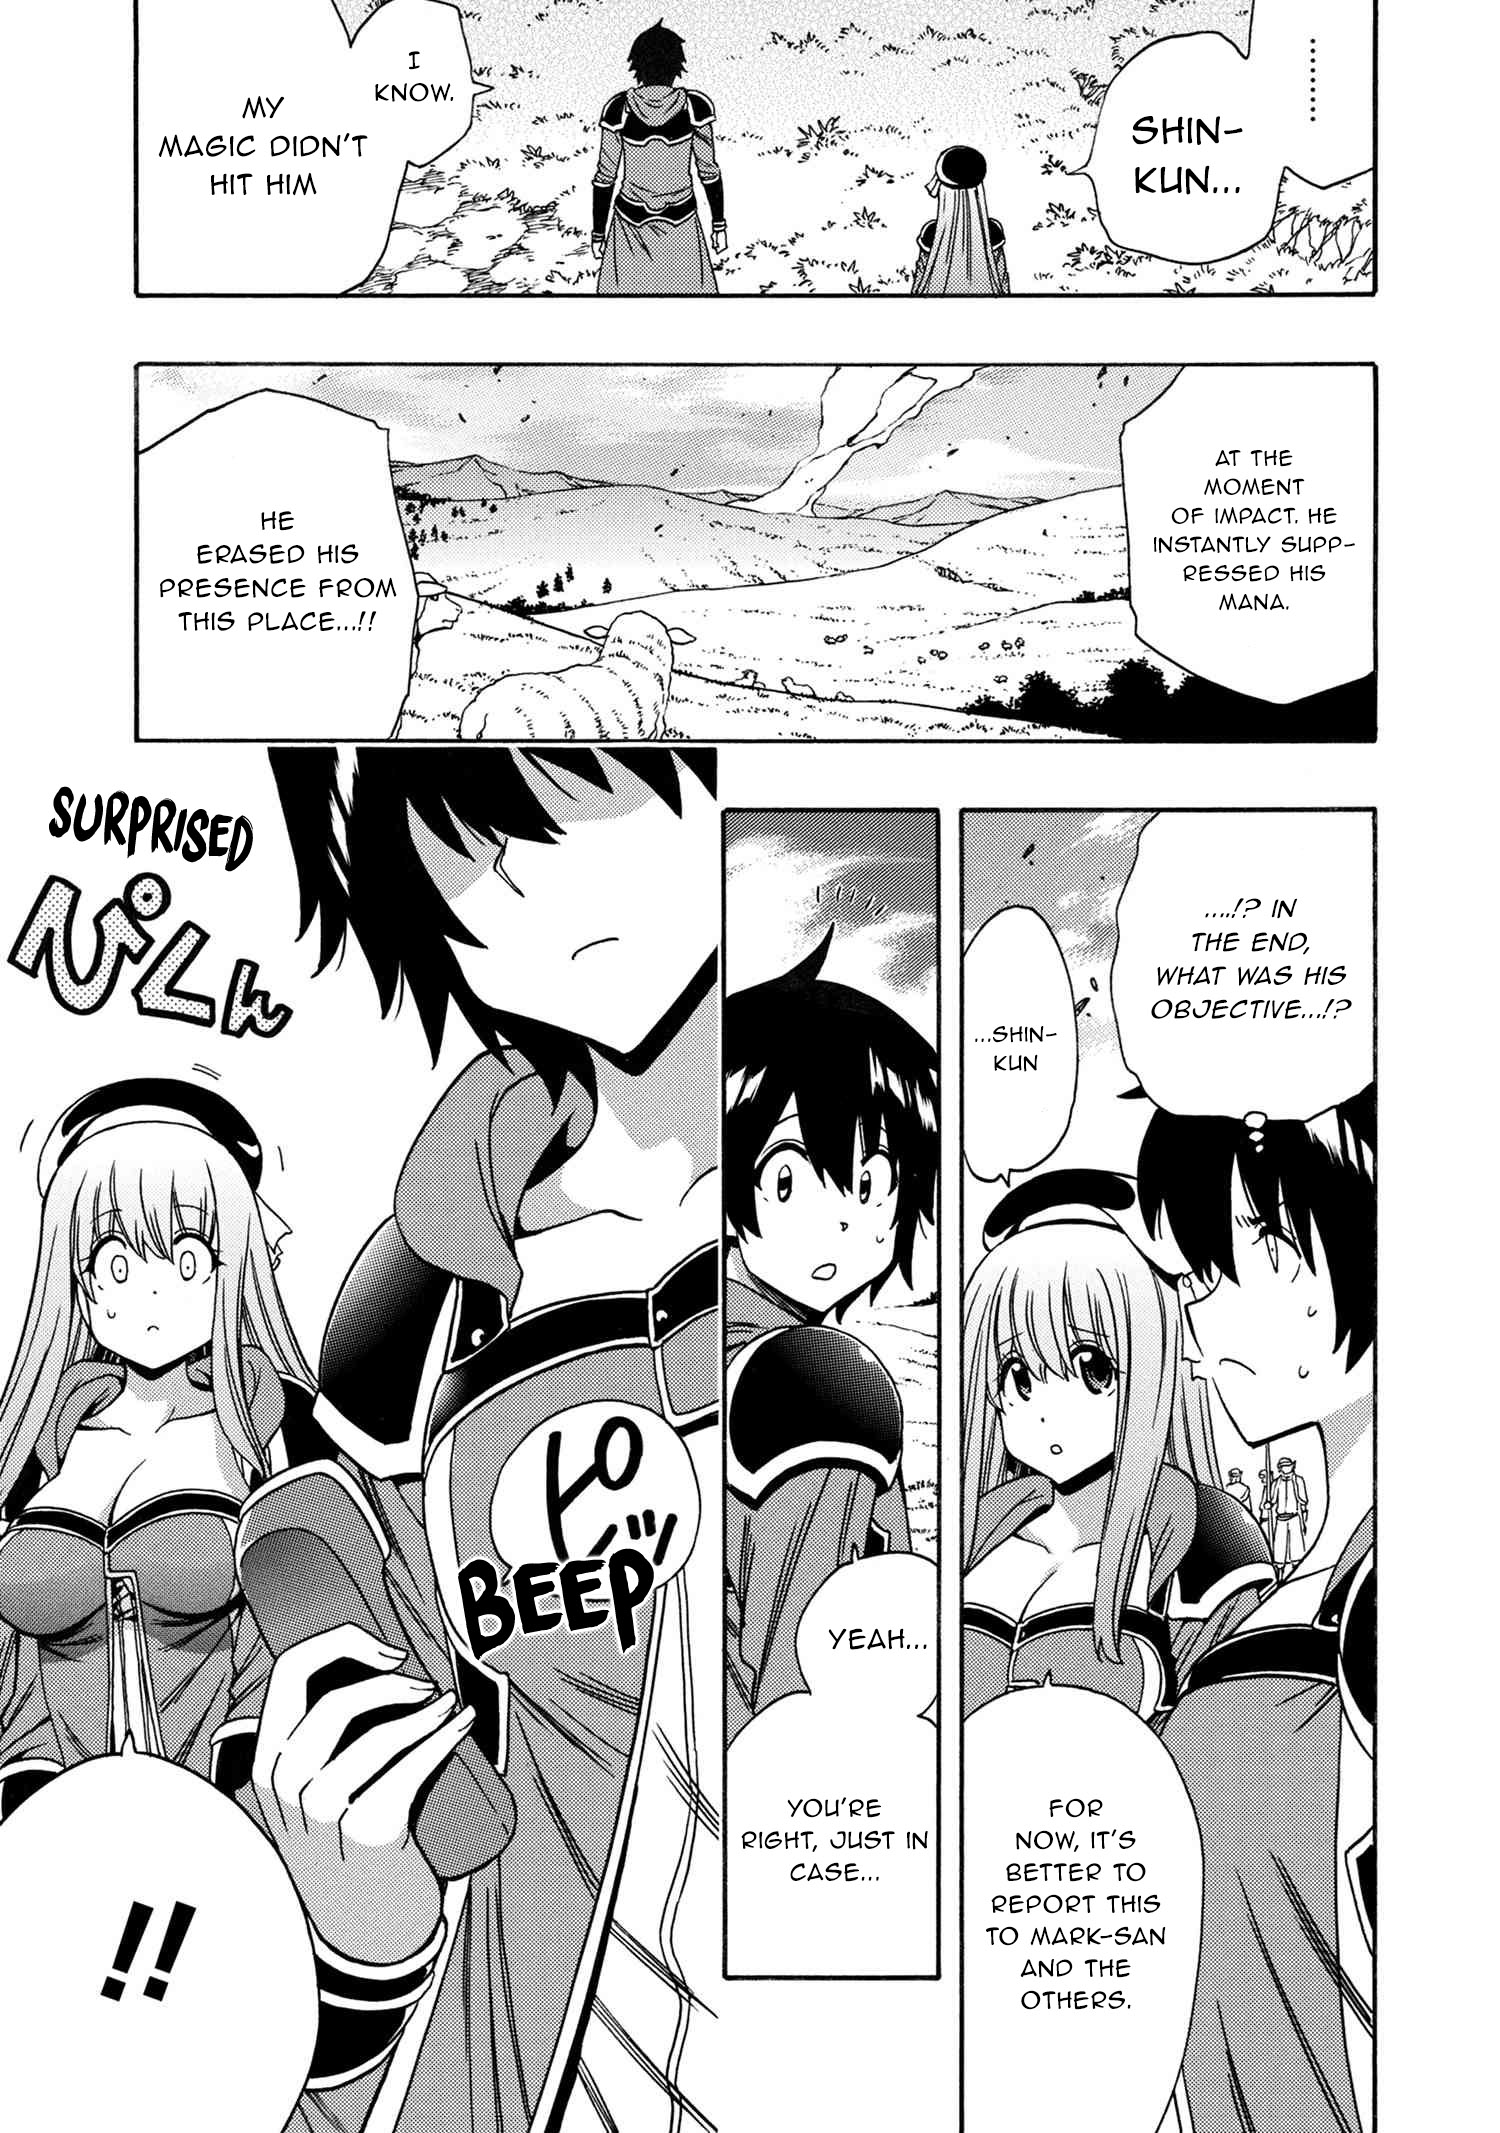 SHIN-
KUN...
I
KNOW.
MY
MAGIC DIDN'T
HIT HIM
AT THE
MOMENT
OF IMPACT. HE
INSTANTLY SUPP-
RESSED HIS
MANA.
HE
ERASED HIS
PRESENCE FROM
THIS PLACE...!!
....!? IN
THE END,
WHAT WAS HIS
OBJECTIVE...!?
...SHIN-
KUN
FOR
NOW, IT'S
BETTER TO
REPORT THIS
TO MARK-SAN
AND THE
OTHERS.
YEAH...
YOU'RE
RIGHT, JUST IN
CASE...
SURPRISED
ぴくん
BEEP
!!